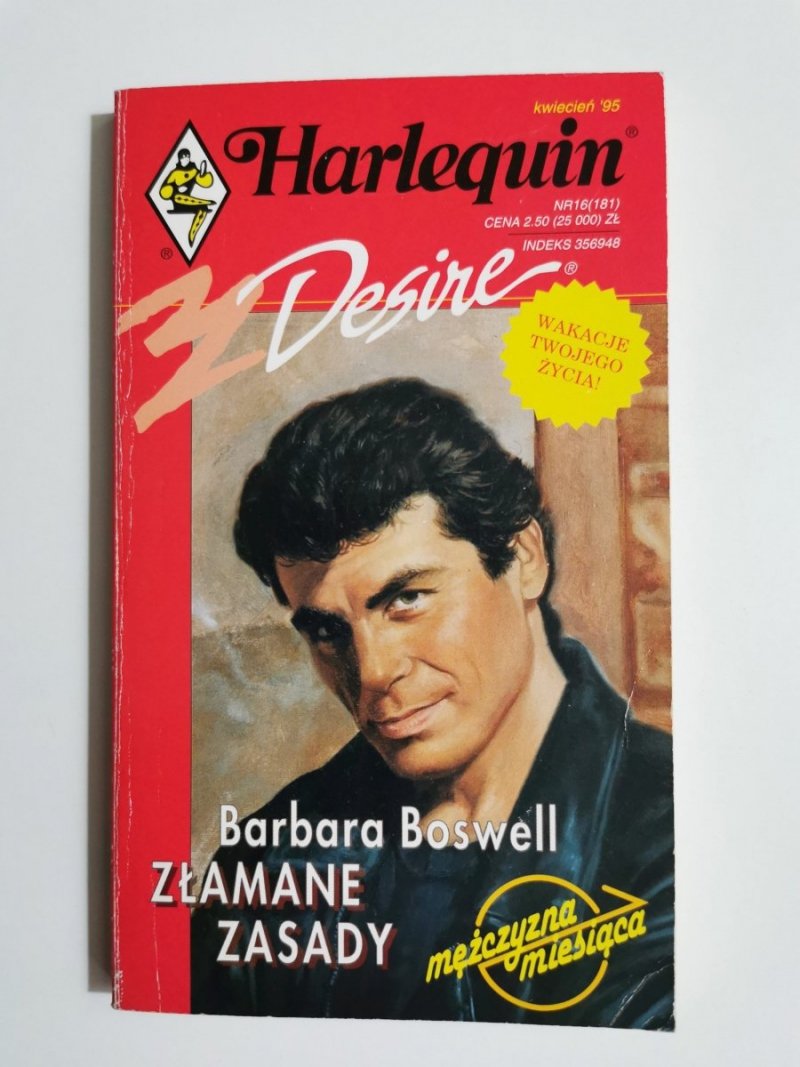 kwiecień '95
Harlequin®
NR16(181)
CENA 2.50 (25 000) ZŁ
INDEKS 356948
®
Desire®
WAKACJE
TWOJEGO
ŻYCIA!
Barbara Boswell
ZŁAMANE
ZASADY
mężczyzna
miesiąca